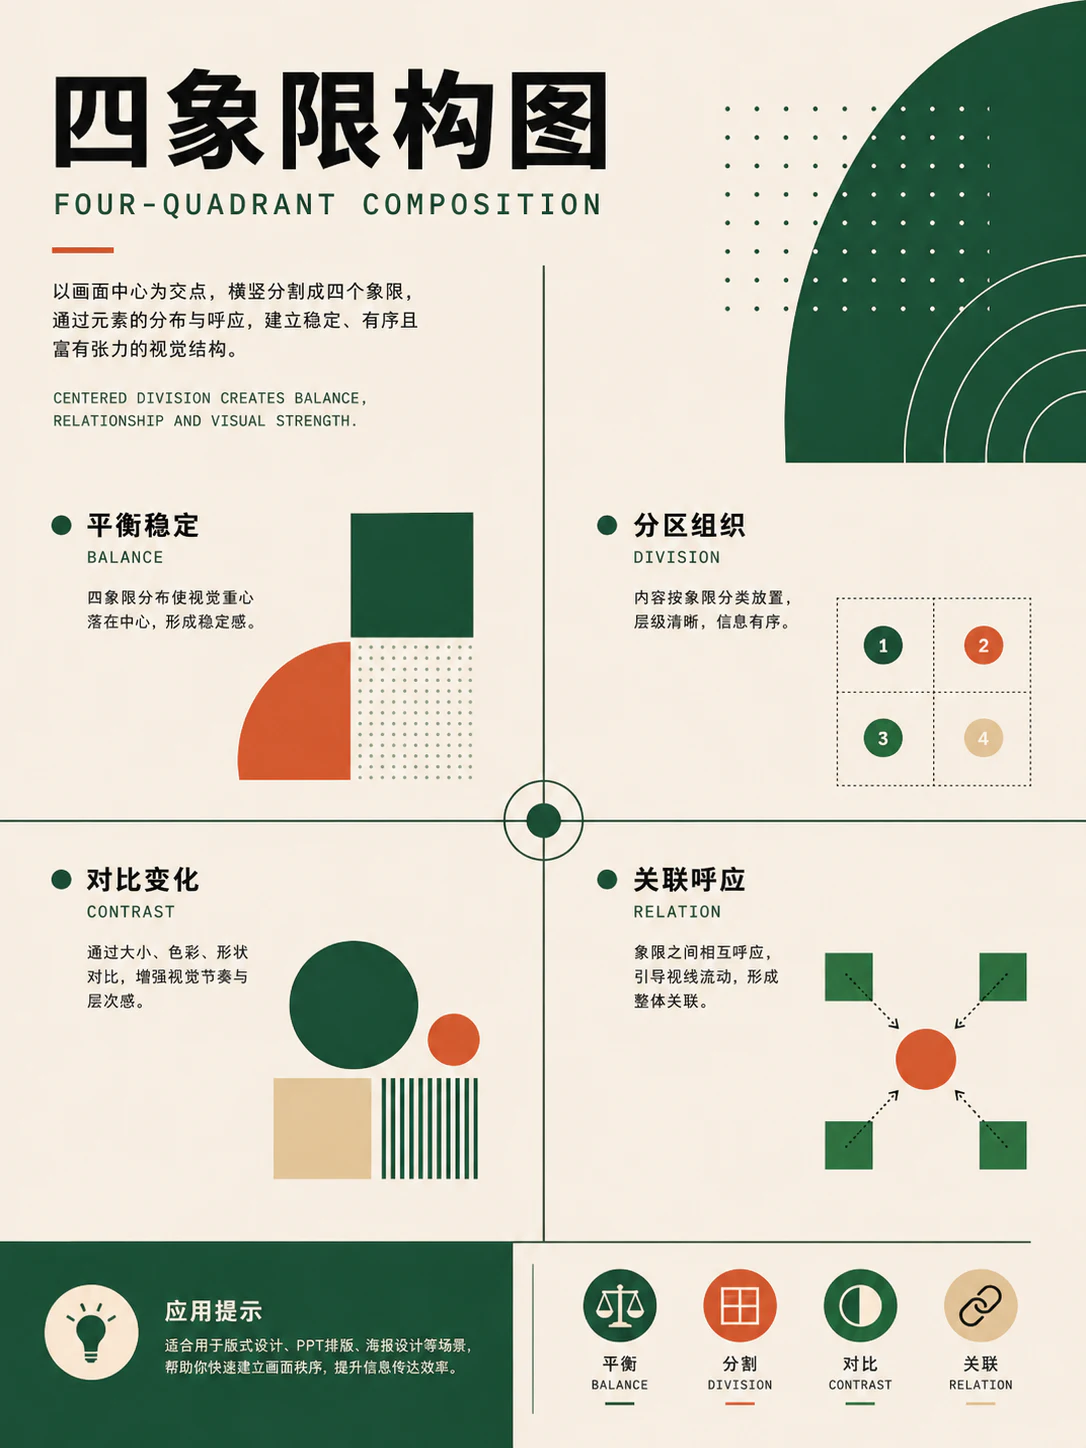 四象限构图
FOUR-QUADRANT COMPOSITION
以画面中心为交点，横竖分割成四个象限，
通过元素的分布与呼应，建立稳定、有序且
富有张力的视觉结构。
CENTERED DIVISION CREATES BALANCE,
RELATIONSHIP AND VISUAL STRENGTH.
平衡稳定
BALANCE
四象限分布使视觉重心
落在中心，形成稳定感。
分区组织
DIVISION
内容按象限分类放置，
层级清晰，信息有序。
1
2
3
4
对比变化
CONTRAST
通过大小、色彩、形状
对比，增强视觉节奏与
层次感。
关联呼应
RELATION
象限之间相互呼应，
引导视线流动，形成
整体关联。
应用提示
适合用于版式设计、PPT排版、海报设计等场景，
帮助你快速建立画面秩序，提升信息传达效率。
平衡
BALANCE
分割
DIVISION
对比
CONTRAST
关联
RELATION